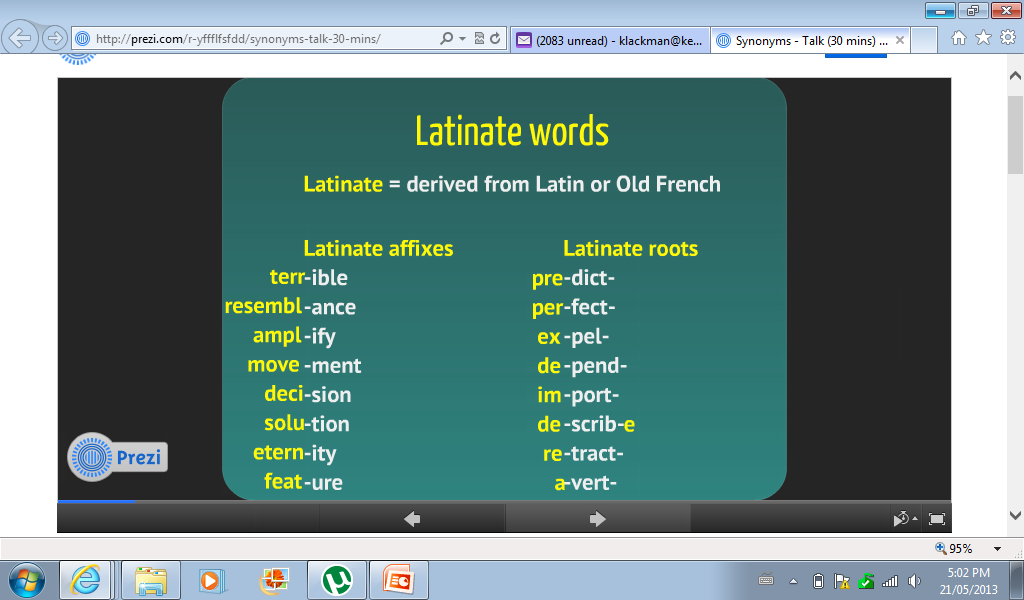 http://prezi.com/r-yffflfsfdd/synonyms-talk-30-mins/
(2083 unread) - klackman@ke...
Synonyms - Talk (30 mins) ...
Latinate words
Latinate = derived from Latin or Old French
Latinate affixes
terr-ible
resembl-ance
ampl-ify
move-ment
deci-sion
solu-tion
etern-ity
feat-ure
Latinate roots
pre-dict-
per-fect-
ex-pel-
de-pend-
im-port-
de-scrib-e
re-tract-
a-vert-
Prezi
95%
5:02 PM
21/05/2013